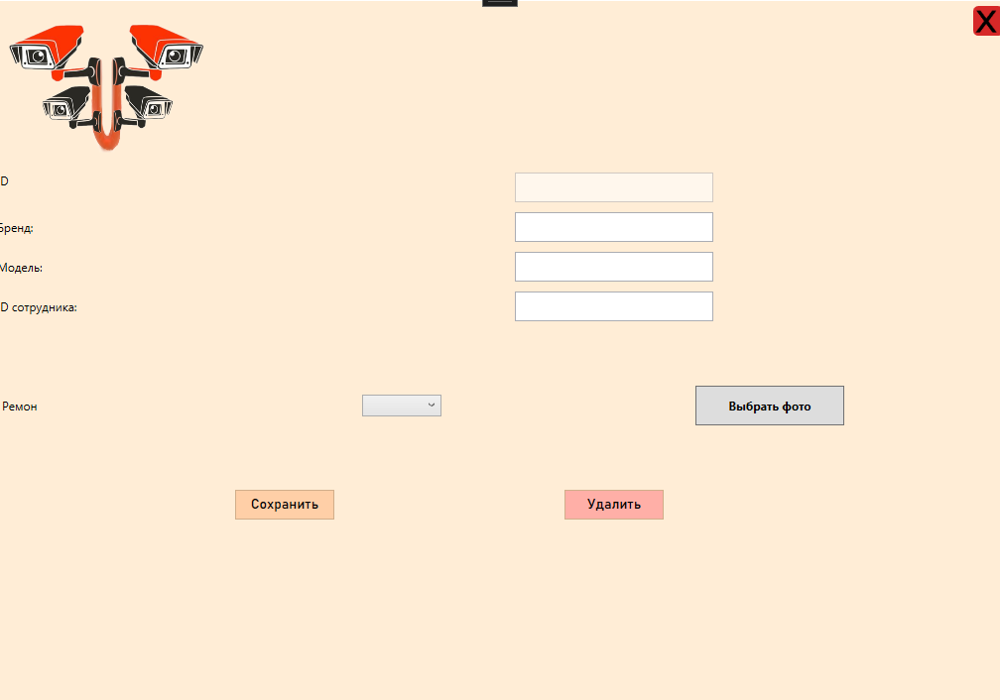 X
D
Бренд:
Модель:
D сотрудника:
Ремон
Выбрать фото
Сохранить
Удалить